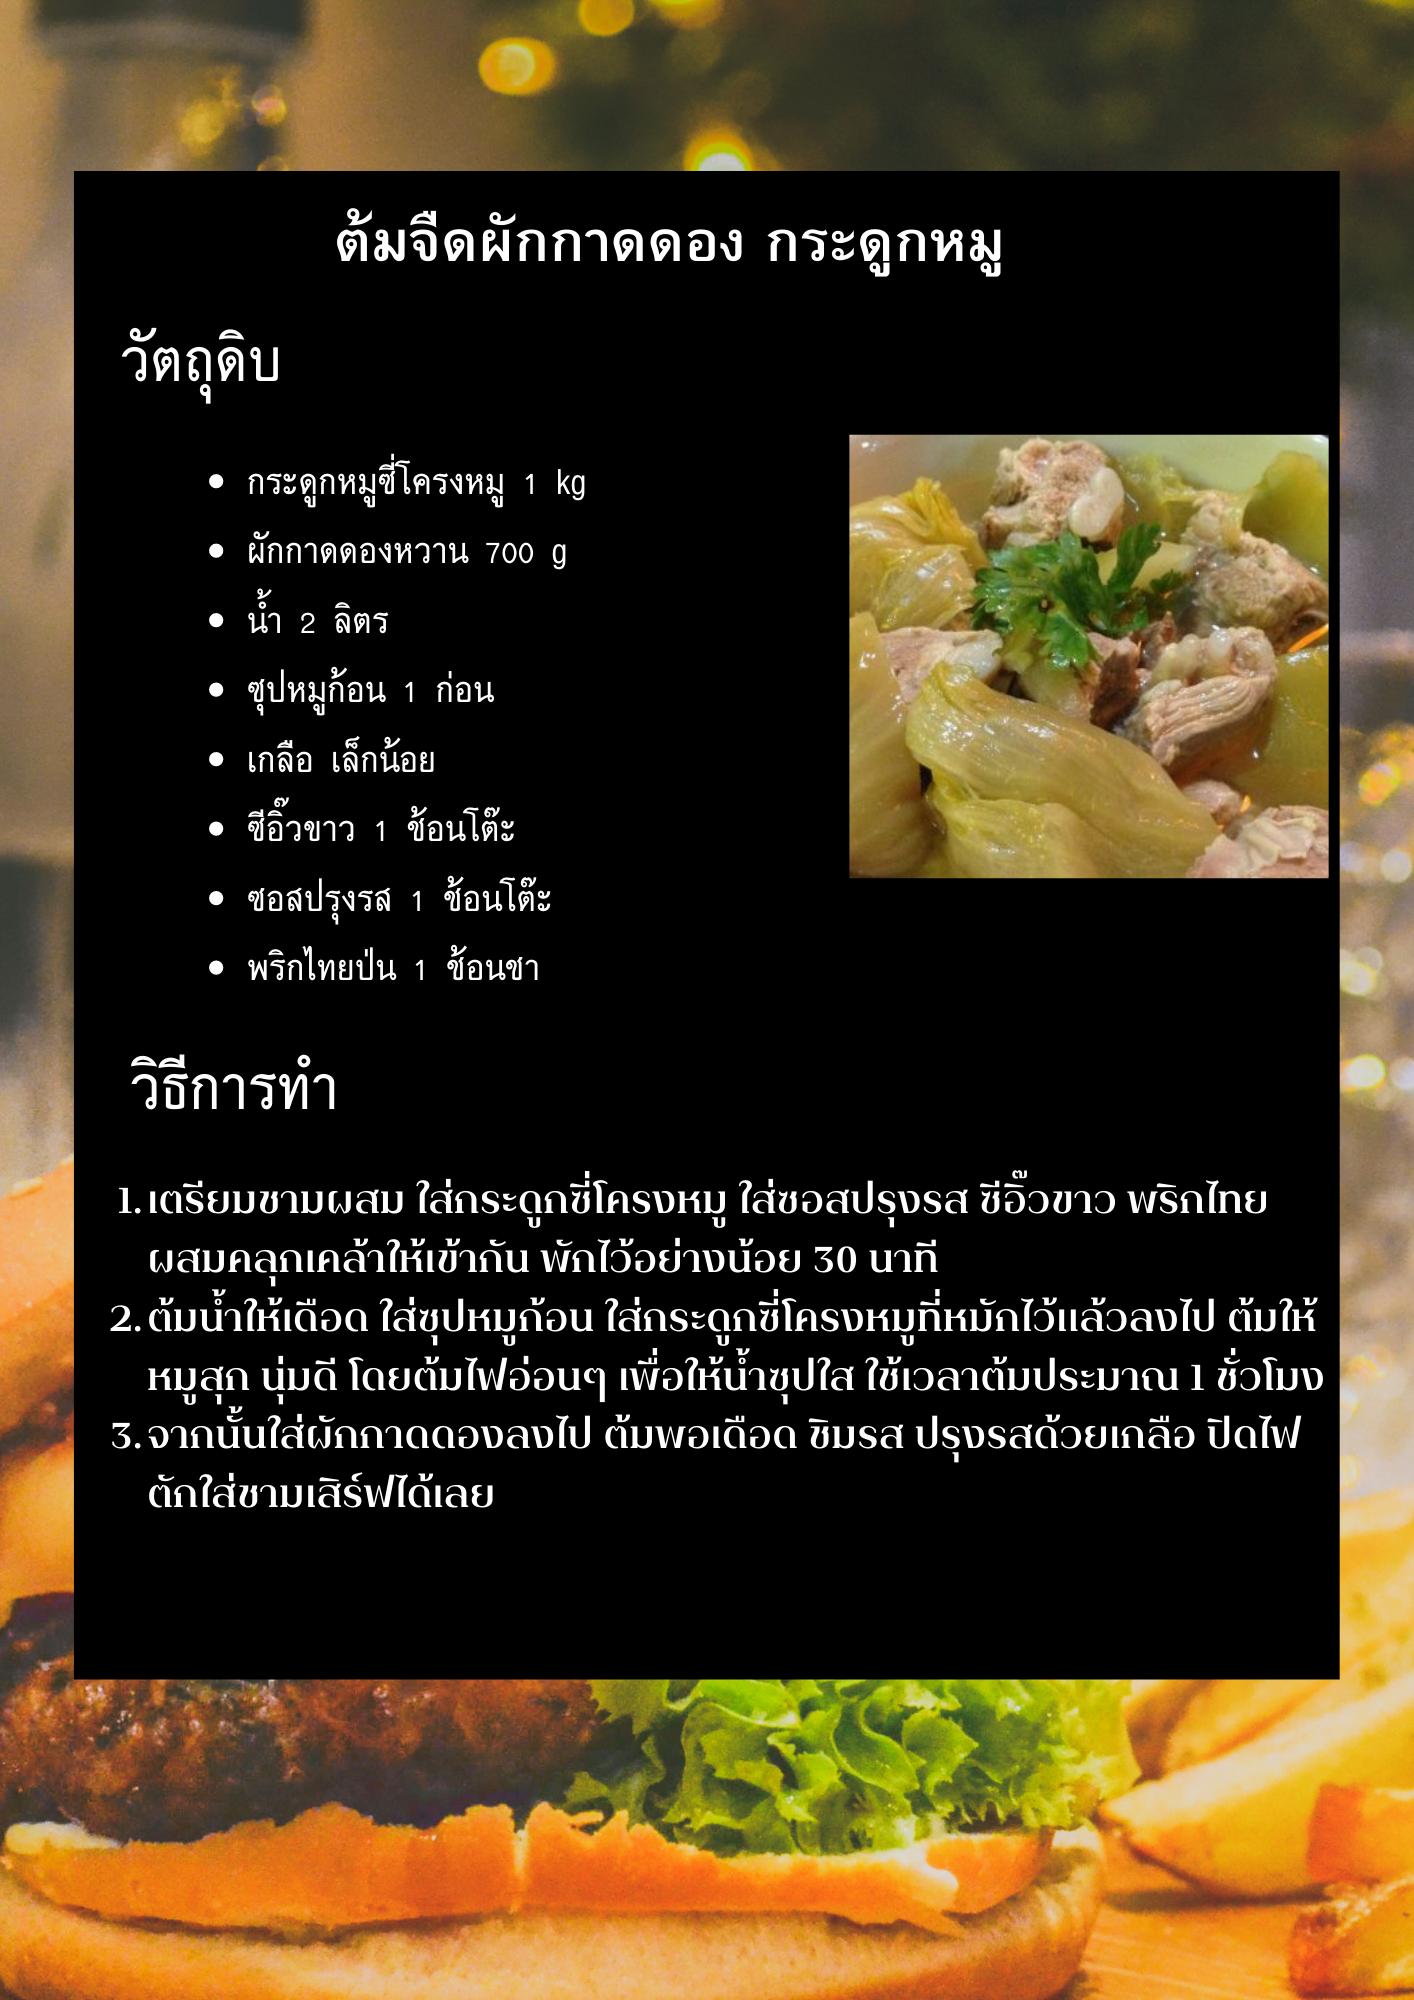 ต้มจืดผักกาดดอง กระดูกหมู
วัตถุดิบ
กระดูกหมูซี่โครงหมู 1 kg
ผักกาดดองหวาน 700 g
น้ำ 2 ลิตร
ซุปหมูก้อน 1 ก่อน
เกลือ เล็กน้อย
ซีอิ๊วขาว 1 ช้อนโต๊ะ
ซอสปรุงรส 1 ช้อนโต๊ะ
พริกไทยป่น 1 ช้อนชา
วิธีการทำ
1. เตรียมชามผสม ใส่กระดูกซี่โครงหมู ใส่ซอสปรุงรส ซีอิ๊วขาว พริกไทย
ผสมคลุกเคล้าให้เข้ากัน พักไว้อย่างน้อย 30 นาที
2. ต้มน้ำให้เดือด ใส่ซุปหมูก้อน ใส่กระดูกซี่โครงหมูที่หมักไว้แล้วลงไป ต้มให้
หมูสุก นุ่มดี โดยต้มไฟอ่อนๆ เพื่อให้น้ำซุปใส ใช้เวลาต้มประมาณ 1 ชั่วโมง
3. จากนั้นใส่ผักกาดดองลงไป ต้มพอเดือด ชิมรส ปรุงรสด้วยเกลือ ปิดไฟ
ตักใส่ชามเสิร์ฟได้เลย